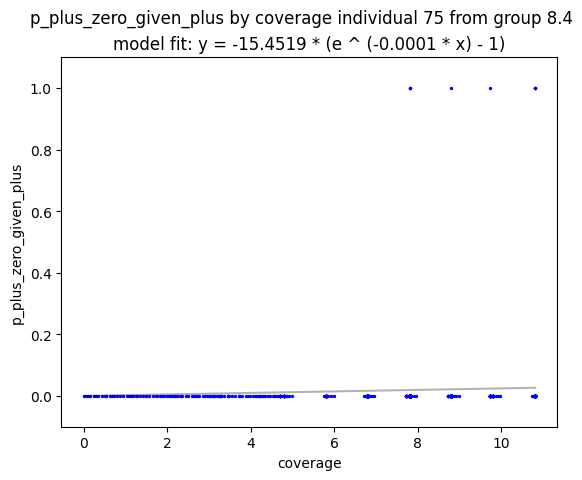 p_plus_zero_given_plus by coverage individual 75 from group 8.4
model fit: y = -15.4519 * (e ^ (-0.0001 * x) - 1)
1.0
0.8
0.6
0.4
0.2
0.0
p_plus_zero_given_plus
0 2 4 6 8 10
coverage